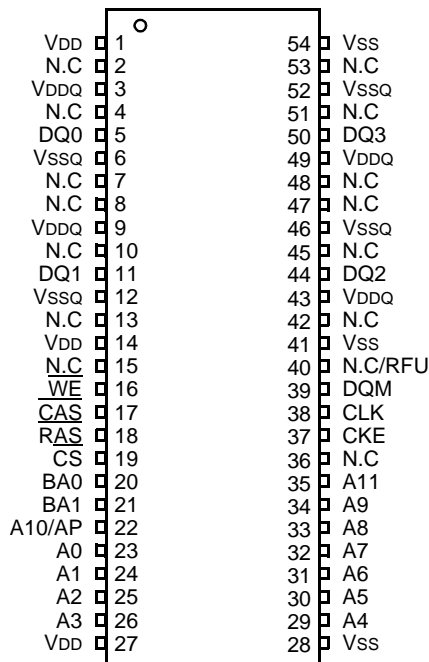 VDD 1 54 VSS
N.C 2 53 N.C
VDDQ 3 52 VSSQ
N.C 4 51 N.C
DQ0 5 50 DQ3
VSSQ 6 49 VDDQ
N.C 7 48 N.C
N.C 8 47 N.C
VDDQ 9 46 VSSQ
N.C 10 45 N.C
DQ1 11 44 DQ2
VSSQ 12 43 VDDQ
N.C 13 42 N.C
VDD 14 41 VSS
N.C 15 40 N.C/RFU
WE 16 39 DQM
CAS 17 38 CLK
RAS 18 37 CKE
CS 19 36 N.C
BA0 20 35 A11
BA1 21 34 A9
A10/AP 22 33 A8
A0 23 32 A7
A1 24 31 A6
A2 25 30 A5
A3 26 29 A4
VDD 27 28 VSS